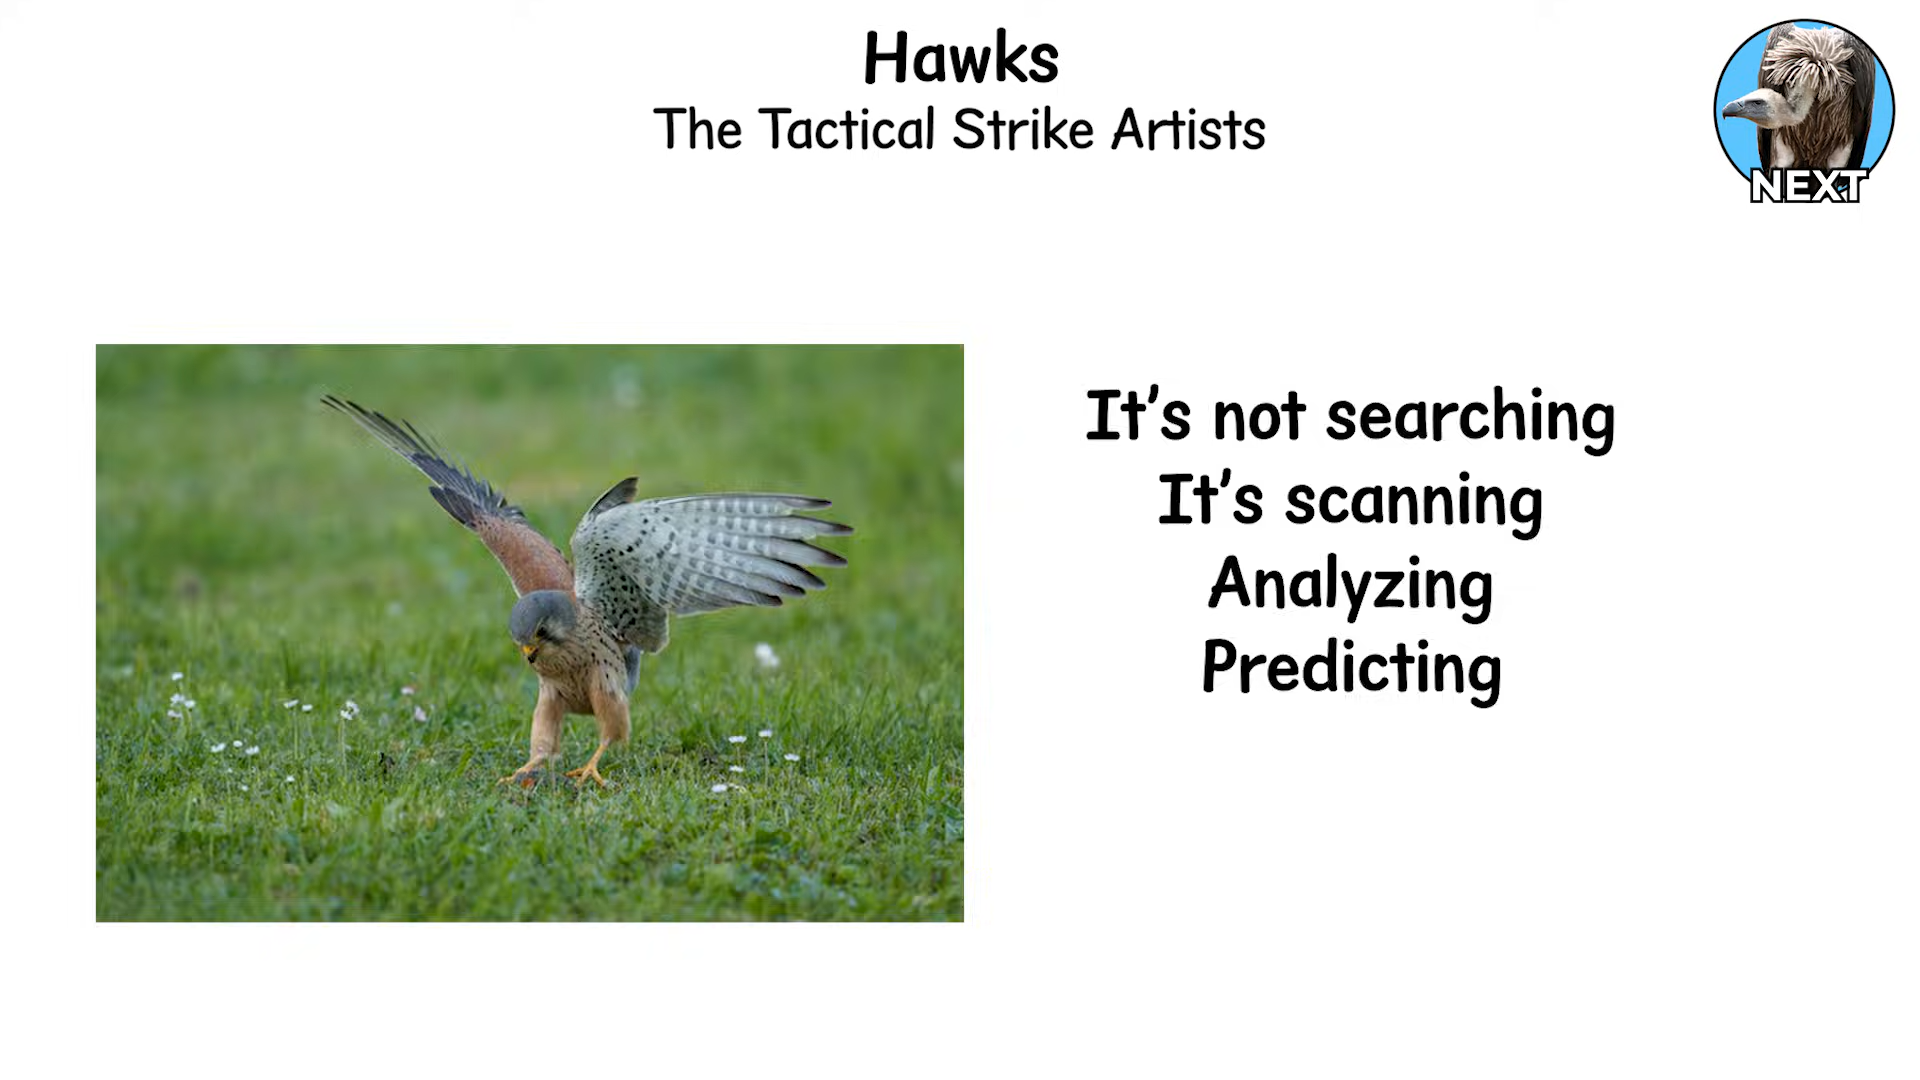 Hawks
The Tactical Strike Artists
NEXT
It's not searching
It's scanning
Analyzing
Predicting